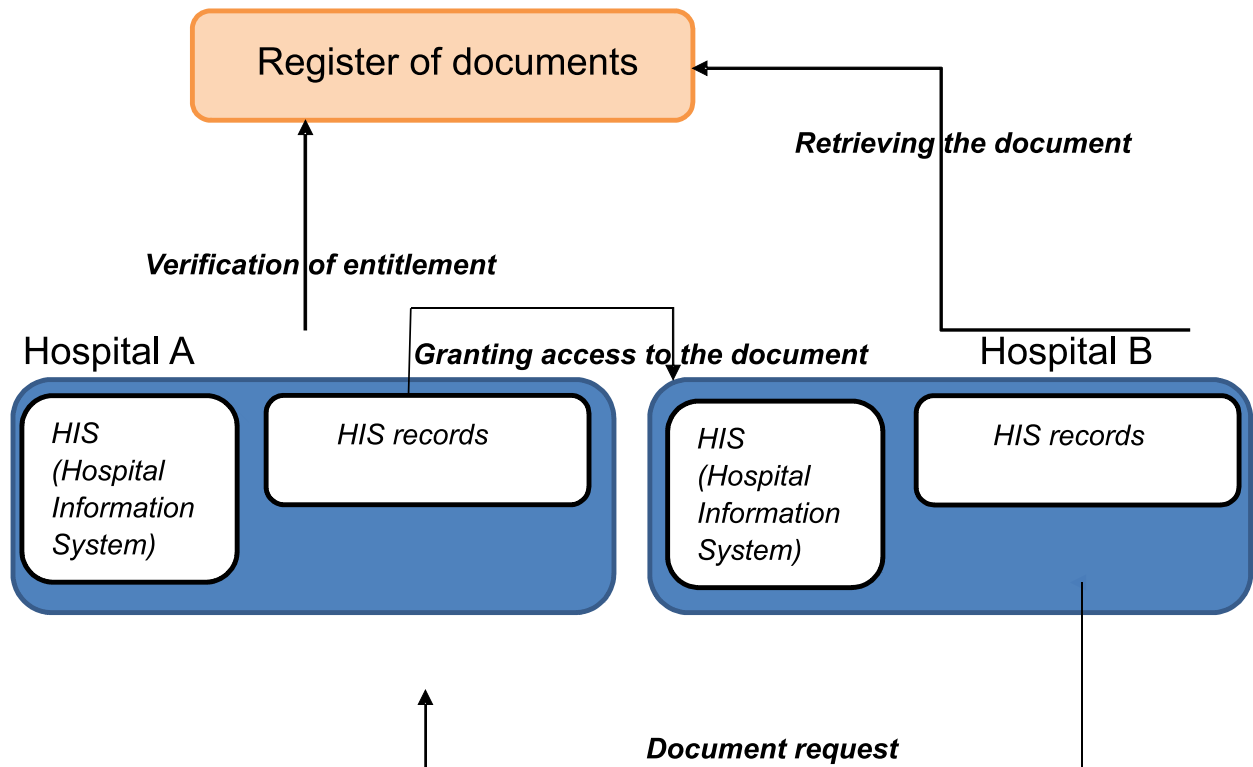 Register of documents
Retrieving the document
Verification of entitlement
Hospital A
Granting access to the document
Hospital B
HIS
(Hospital
Information
System)
HIS records
HIS
(Hospital
Information
System)
HIS records
Document request